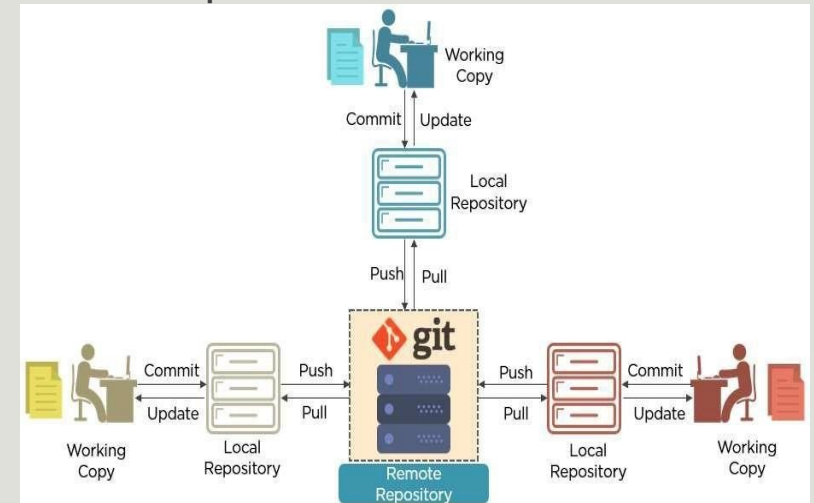 Working
Copy
Commit
Update
Local
Repository
Push
Pull
git
Commit
Update
Working
Copy
Local
Repository
Push
Pull
Remote
Repository
Push
Pull
Local
Repository
Commit
Update
Working
Copy